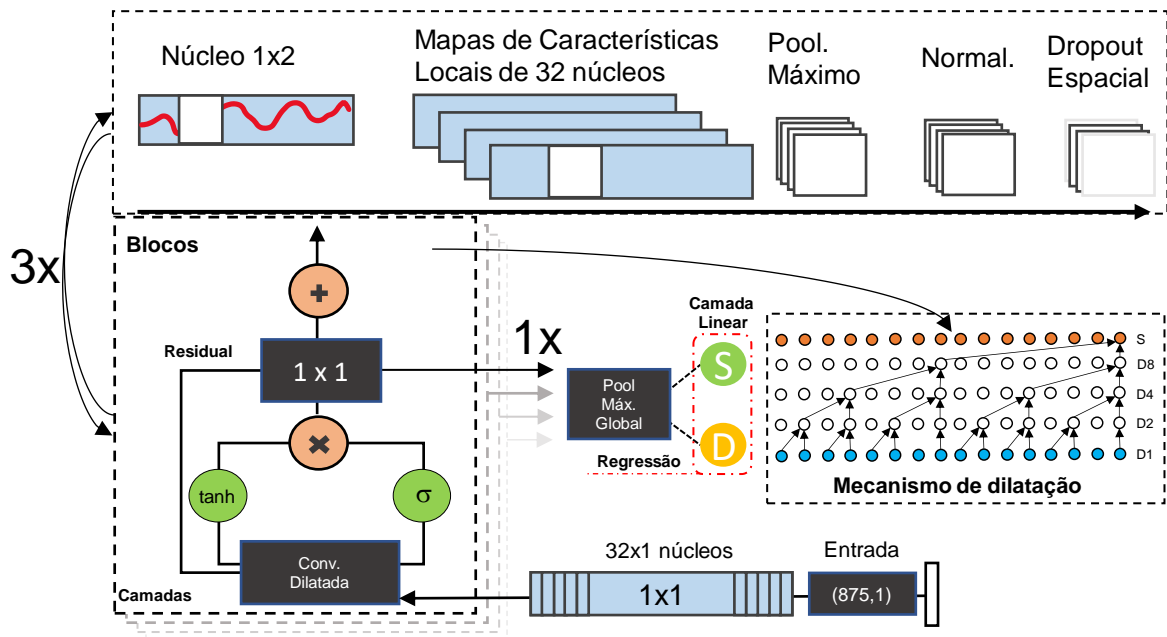 Núcleo 1x2
Mapas de Características
Locais de 32 núcleos
Pool.
Máximo
Normal.
Dropout
Espacial
3x
Blocos
+
Residual
1 x 1
×
tanh
σ
Conv.
Dilatada
Camadas
1x
Pool
Máx.
Global
Camada
Linear
S
D
Regressão
S
D8
D4
D2
D1
Mecanismo de dilatação
32x1 núcleos
1x1
Entrada
(875,1)